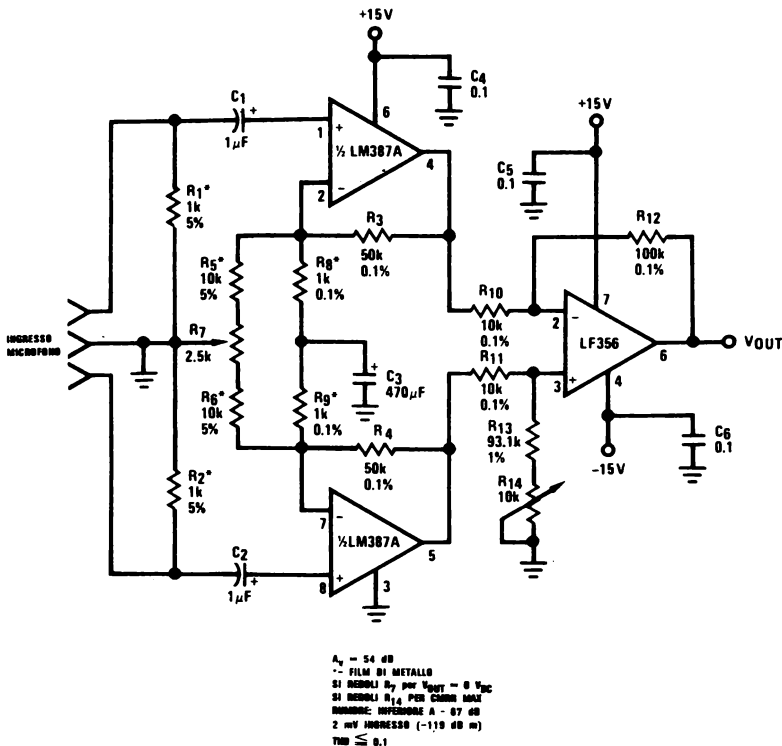 +15V
C4
0.1
C1
1µF
6
1
+
½ LM387A
4
2
−
+15V
C5
0.1
R1*
1k
5%
R3
50k
0.1%
R12
100k
0.1%
R5*
10k
5%
R8*
1k
0.1%
R10
10k
0.1%
7
2
−
LF356
6
VOUT
INGRESSO
MICROFONO
R7
2.5k
R11
10k
0.1%
3
+
4
C3
470µF
R6*
10k
5%
R9*
1k
0.1%
R4
50k
0.1%
R13
93.1k
1%
-15V
C6
0.1
R14
10k
R2*
1k
5%
7
−
½LM387A
5
C2
1µF
8
+
3
Av = 54 dB
*- FILM DI METALLO
SI REGOLI R7 per VOUT = 0 VDC
SI REGOLI R14 PER CMRR MAX
RUMORE: INFERIORE A - 67 dB
2 mV INGRESSO (-119 dB m)
THD ≦ 0.1